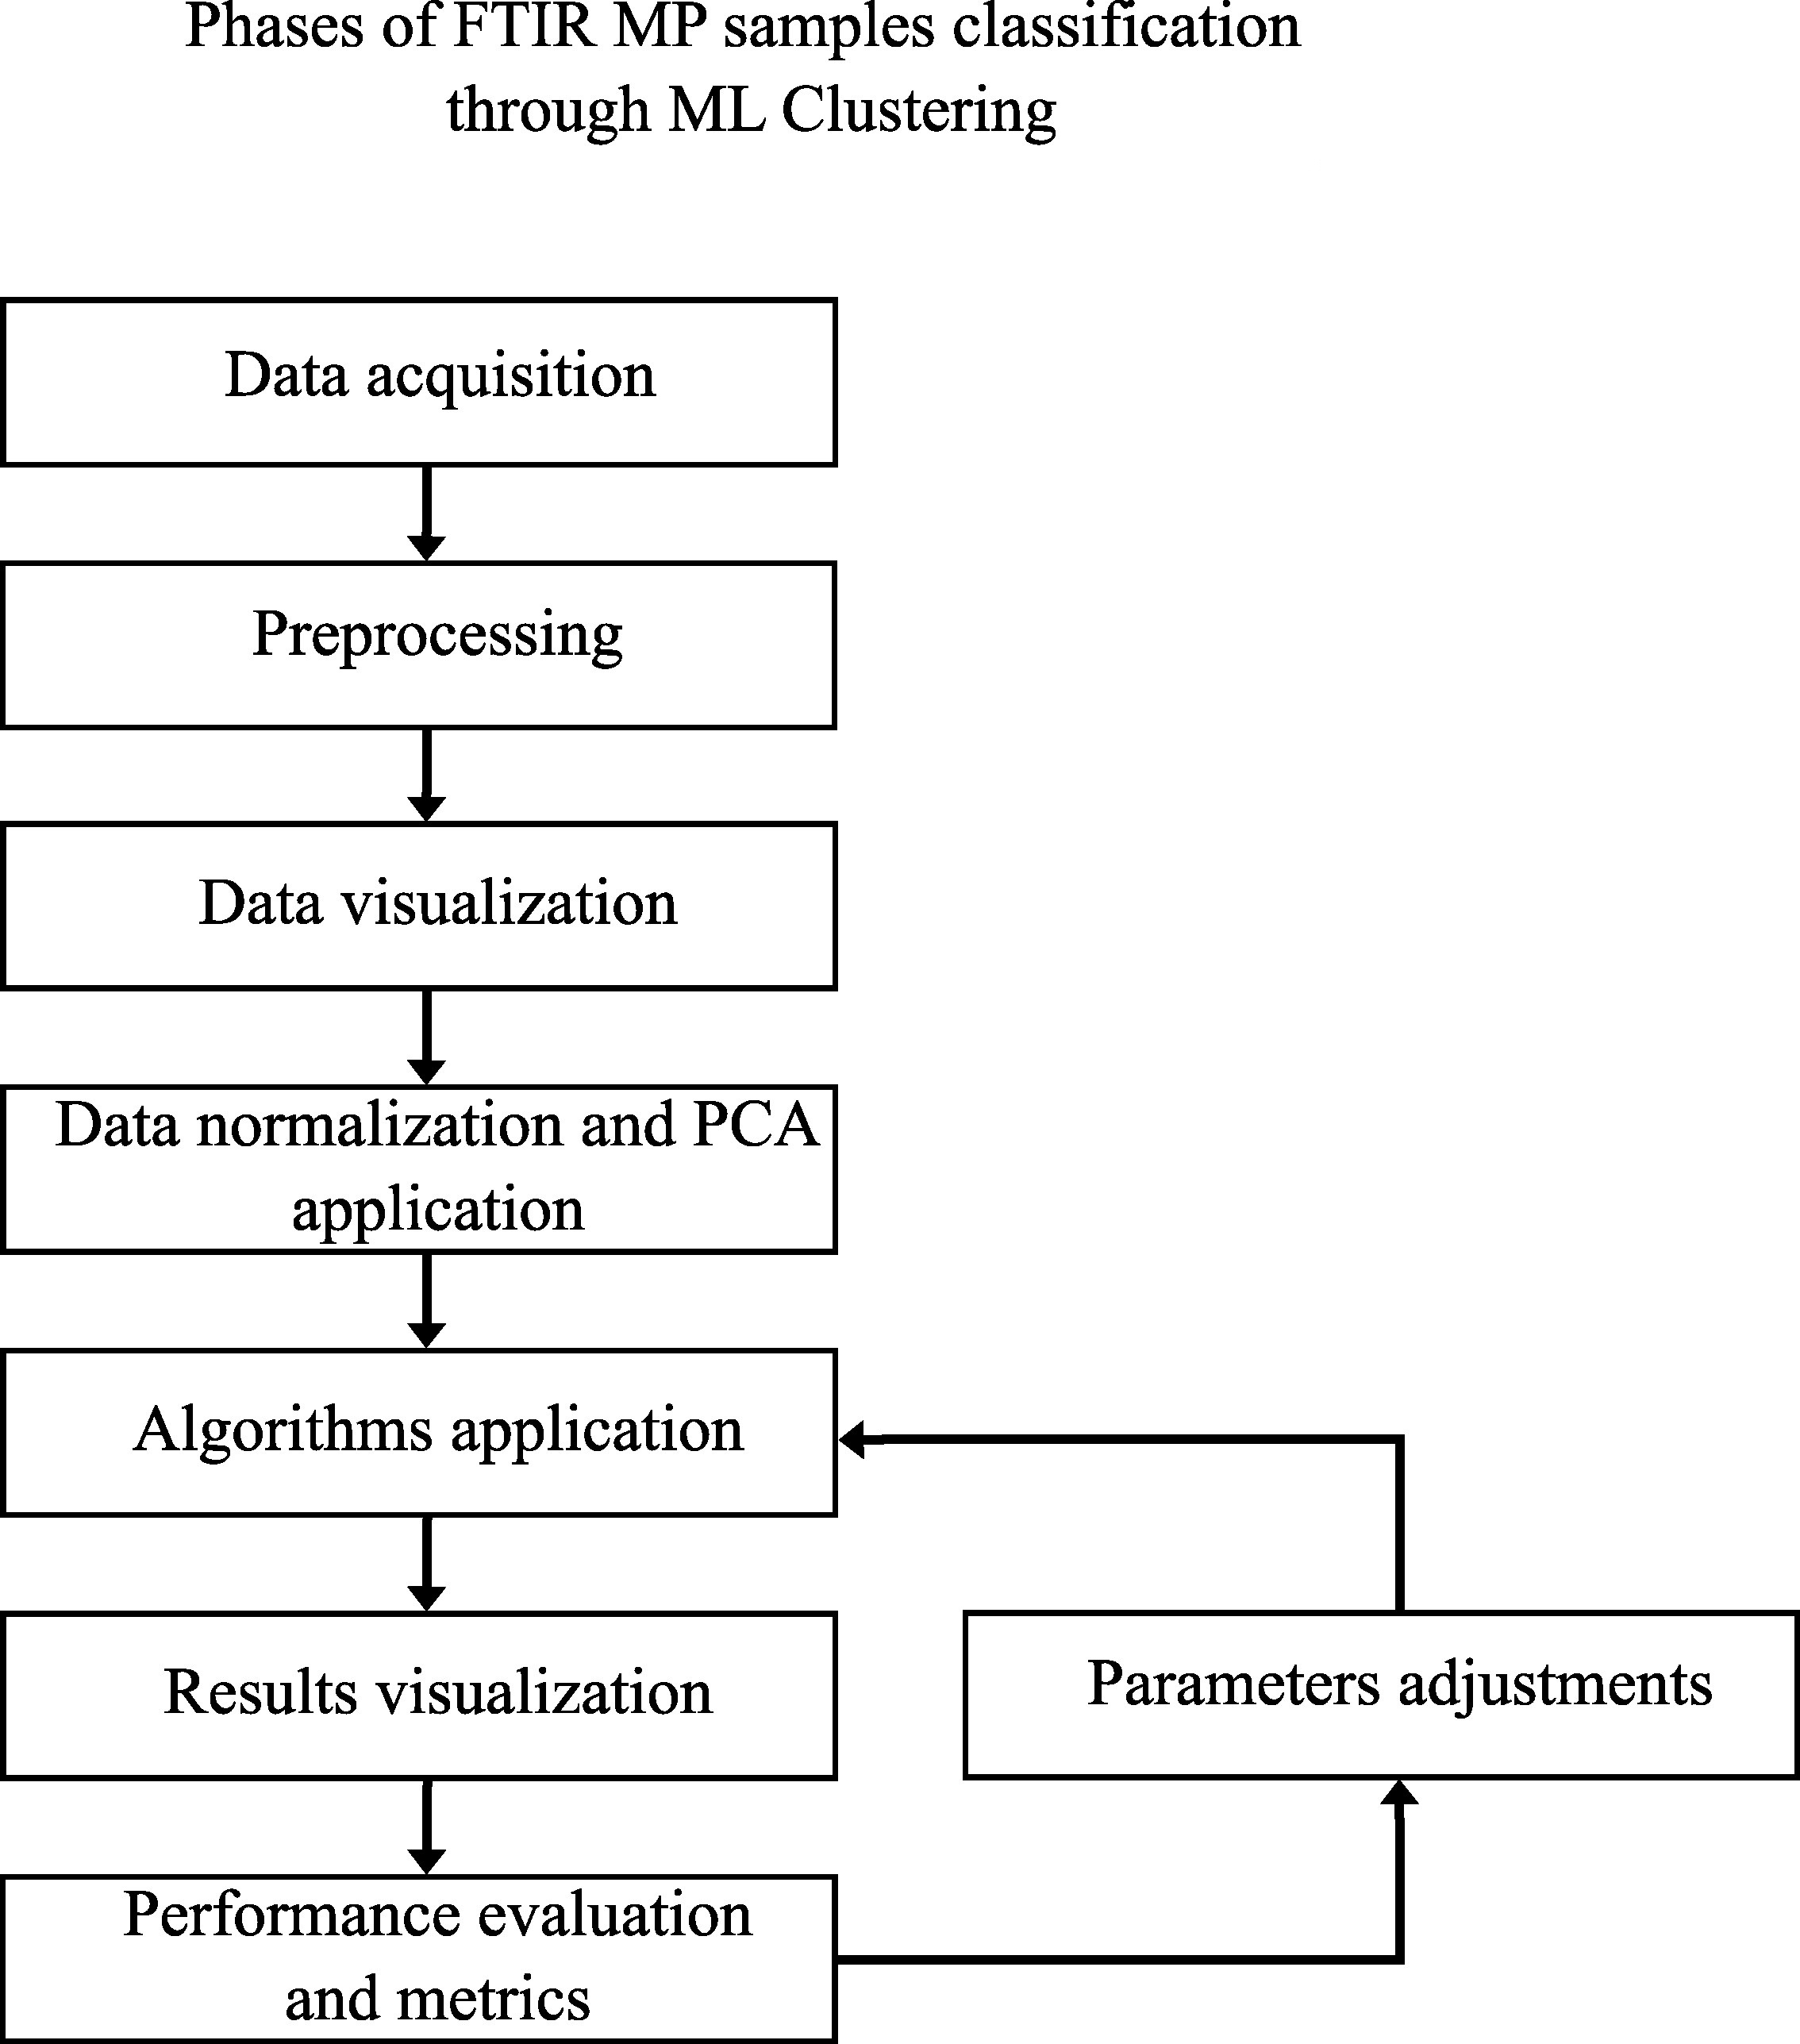 Phases of FTIR MP samples classification
through ML Clustering
Data acquisition
Preprocessing
Data visualization
Data normalization and PCA
application
Algorithms application
Results visualization
Parameters adjustments
Performance evaluation
and metrics